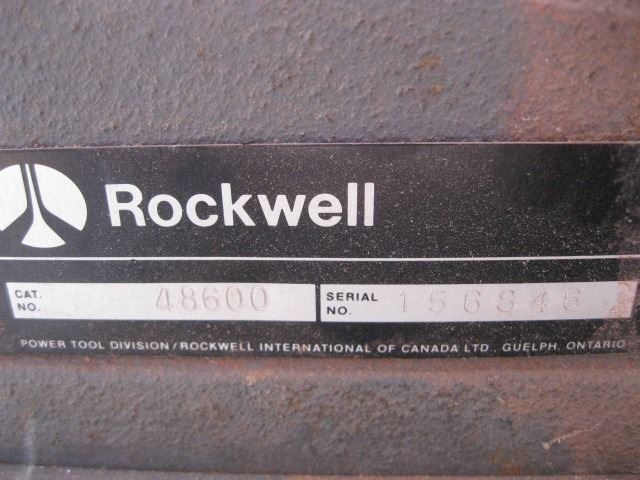 Rockwell
CAT. NO. 48600
SERIAL NO. 156846
POWER TOOL DIVISION/ROCKWELL INTERNATIONAL OF CANADA LTD., GUELPH, ONTARIO